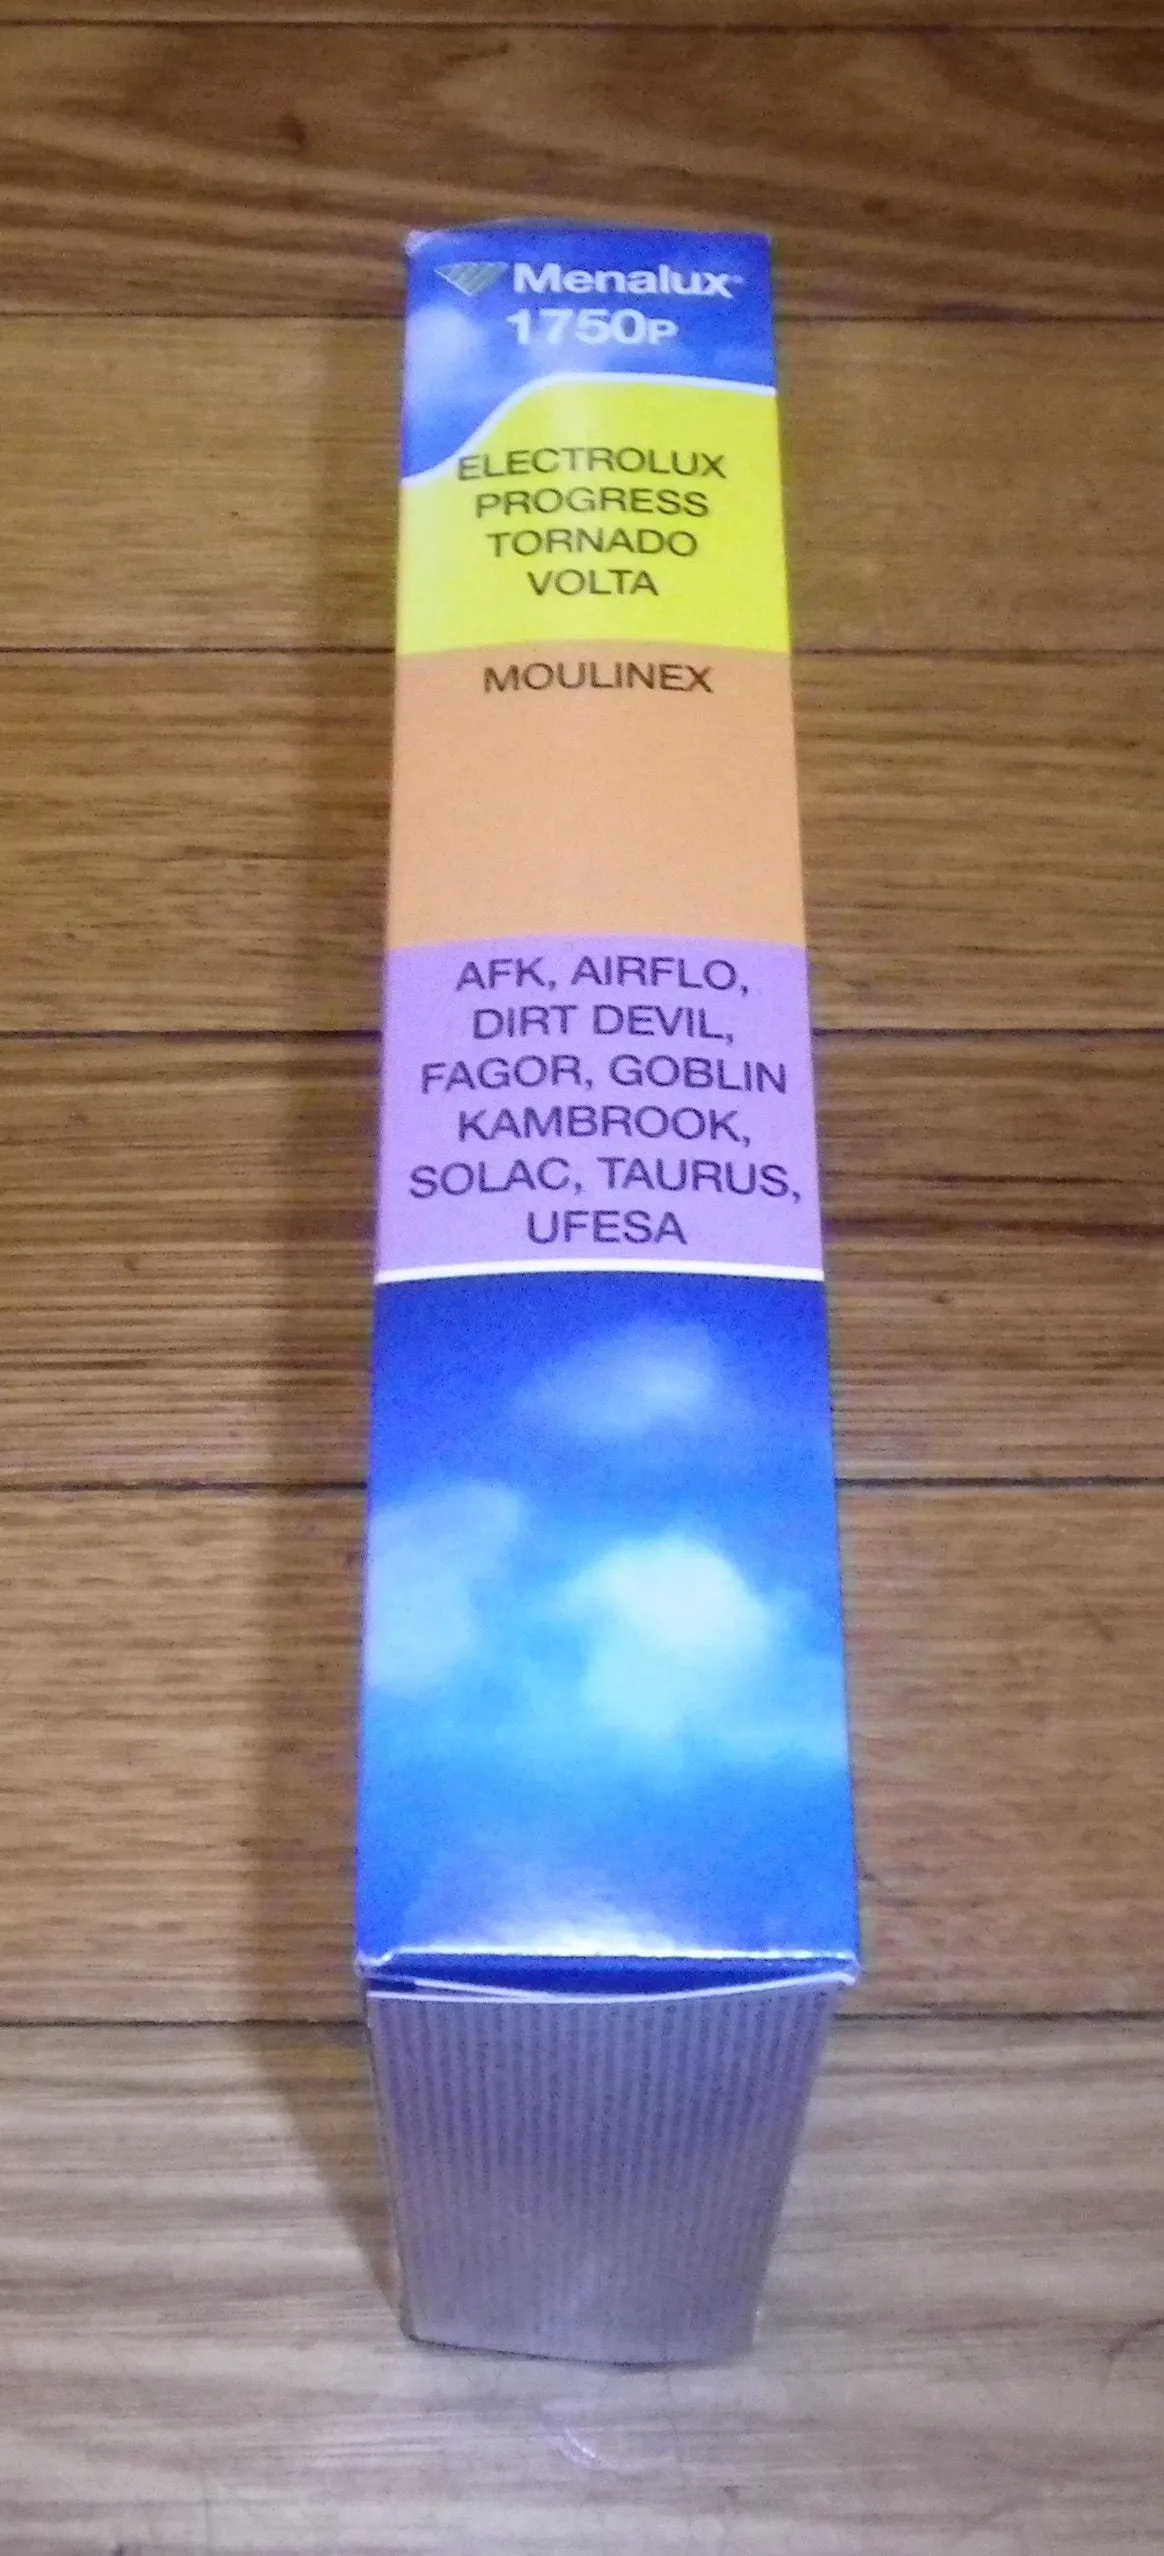 Menalux
1750P
ELECTROLUX
PROGRESS
TORNADO
VOLTA
MOULINEX
AFK, AIRFLO,
DIRT DEVIL,
FAGOR, GOBLIN
KAMBROOK,
SOLAC, TAURUS,
UFESA